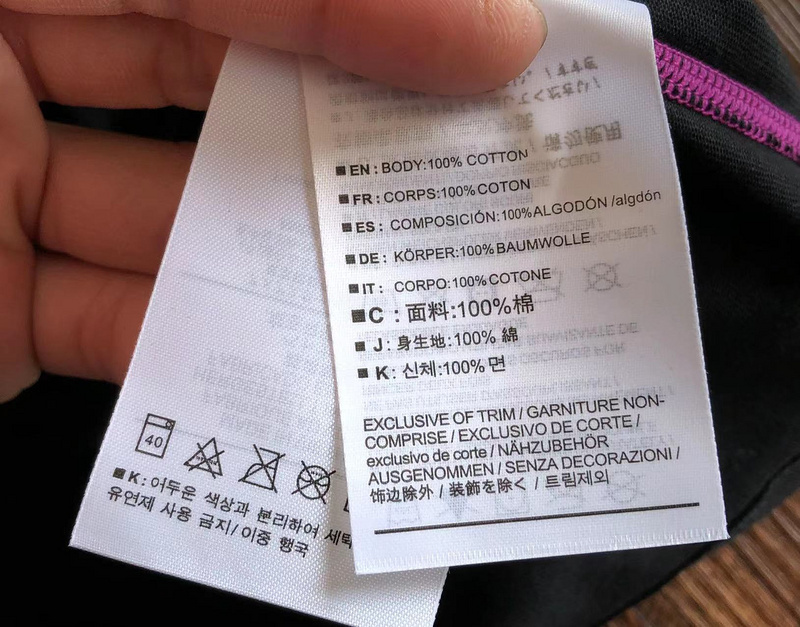 ■ EN : BODY:100% COTTON
■ FR : CORPS:100% COTON
■ ES : COMPOSICIÓN:100%ALGODÓN /algdón
■ DE : KÖRPER:100% BAUMWOLLE
■ IT : CORPO:100% COTONE
■ C : 面料:100%棉
■ J : 身生地:100% 綿
■ K : 신체:100% 면
EXCLUSIVE OF TRIM / GARNITURE NON-
COMPRISE / EXCLUSIVO DE CORTE /
exclusivo de corte / NÄHZUBEHÖR
AUSGENOMMEN / SENZA DECORAZIONI /
饰边除外 / 装飾を除く / 트림제외
40
■ K : 어두운 색상과 분리하여
유연제 사용 금지/ 이중 행국